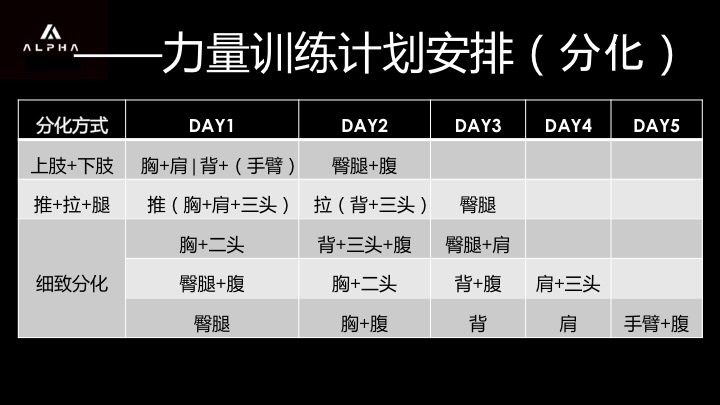 ALPHA
——力量训练计划安排（分化）
分化方式 DAY1 DAY2 DAY3 DAY4 DAY5
上肢+下肢 胸+肩|背+（手臂） 臀腿+腹
推+拉+腿 推（胸+肩+三头） 拉（背+三头） 臀腿
胸+二头 背+三头+腹 臀腿+肩
细致分化 臀腿+腹 胸+二头 背+腹 肩+三头
臀腿 胸+腹 背 肩 手臂+腹